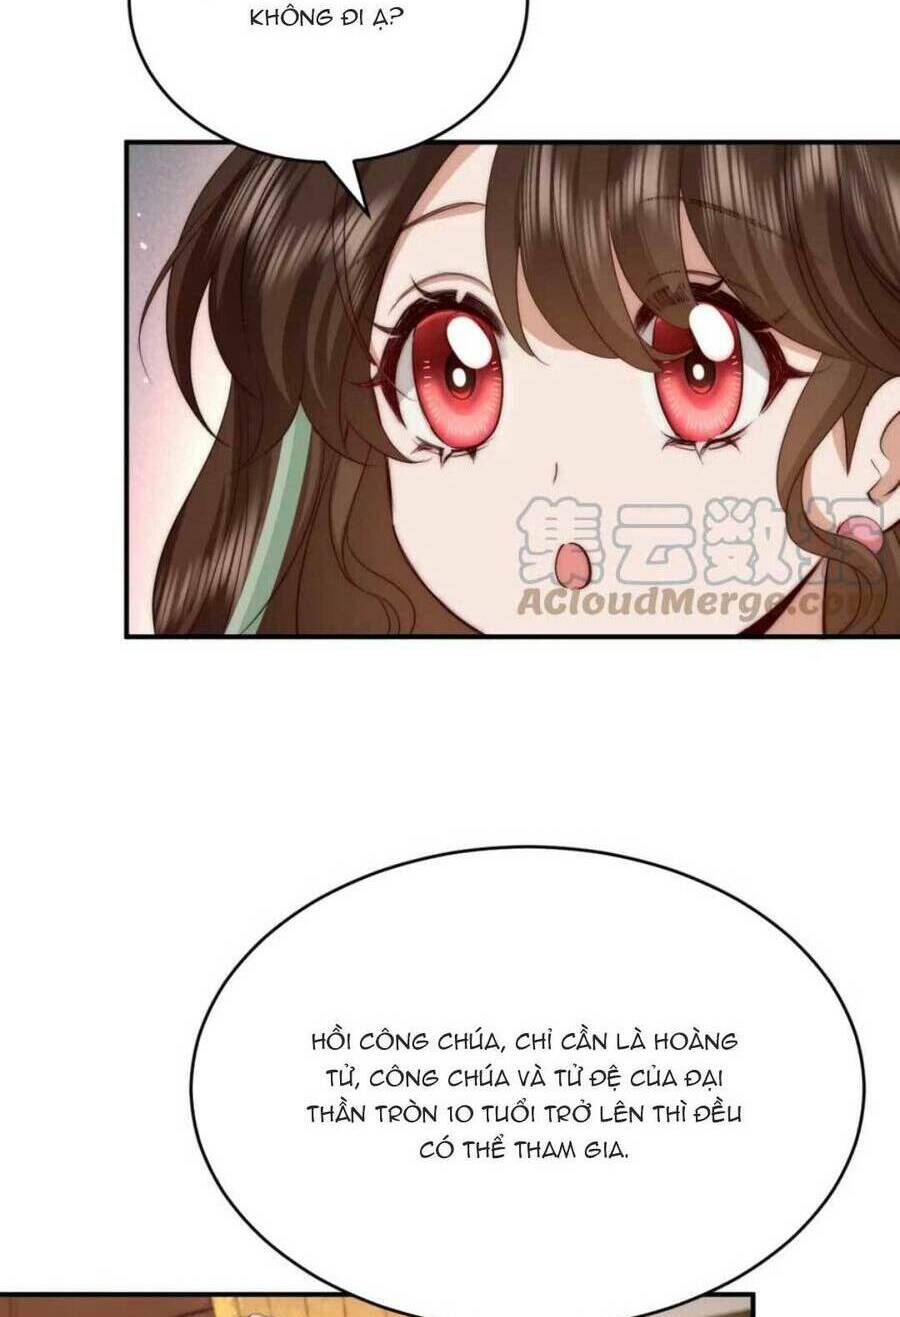 KHÔNG ĐI Ạ?
集云数据
ACloudMerge.com
HỒI CÔNG CHÚA, CHỈ CẦN LÀ HOÀNG
TỬ, CÔNG CHÚA VÀ TỬ ĐỆ CỦA ĐẠI
THẦN TRÒN 10 TUỔI TRỞ LÊN THÌ ĐỀU
CÓ THỂ THAM GIA.